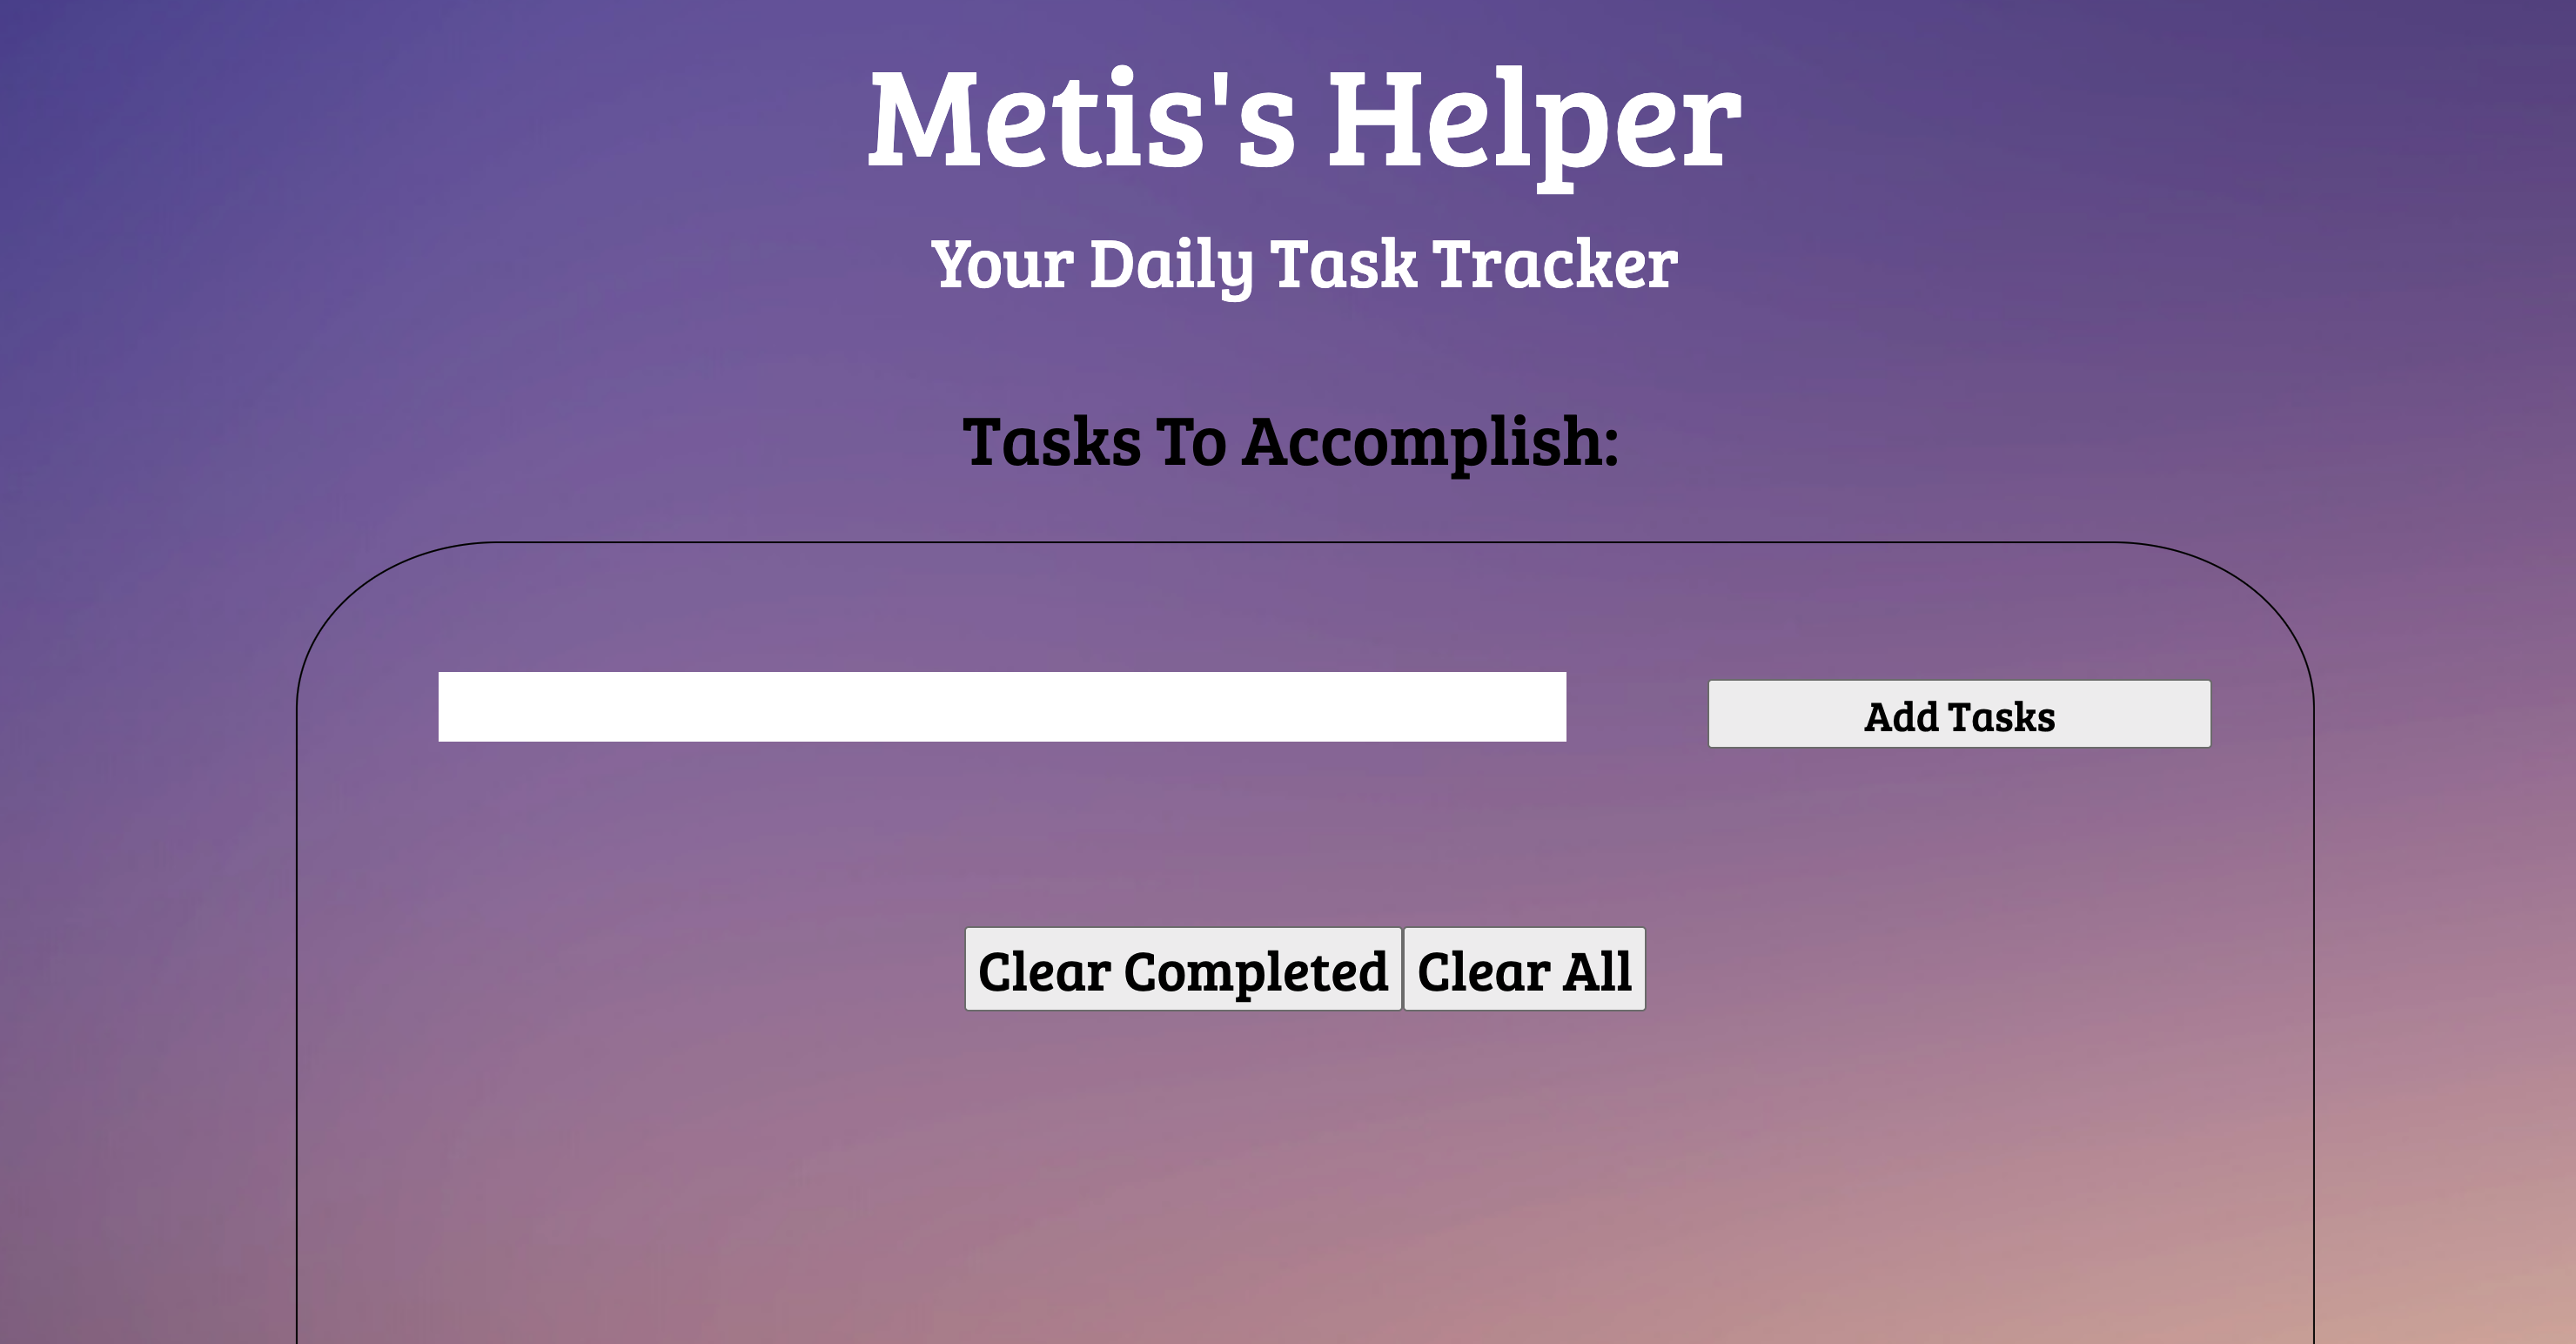 Metis's Helper
Your Daily Task Tracker
Tasks To Accomplish:
Add Tasks
Clear Completed
Clear All